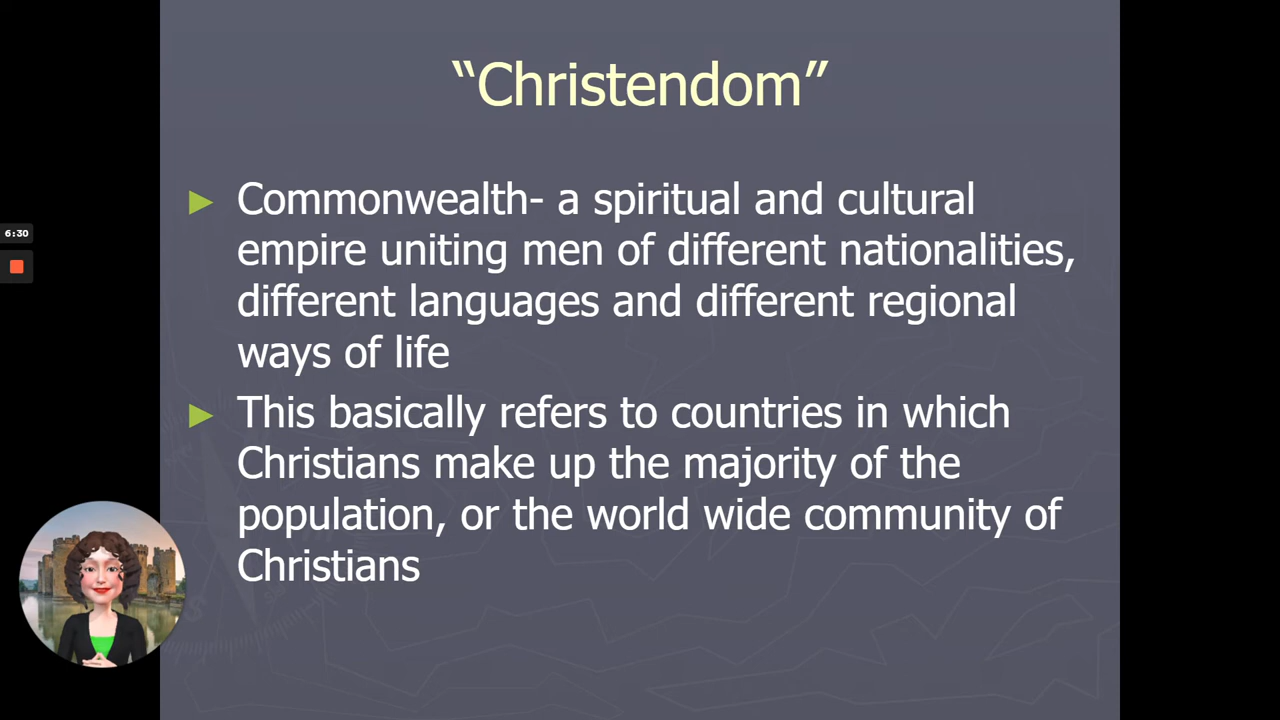 “Christendom”
Commonwealth- a spiritual and cultural
empire uniting men of different nationalities,
different languages and different regional
ways of life
This basically refers to countries in which
Christians make up the majority of the
population, or the world wide community of
Christians
6:30